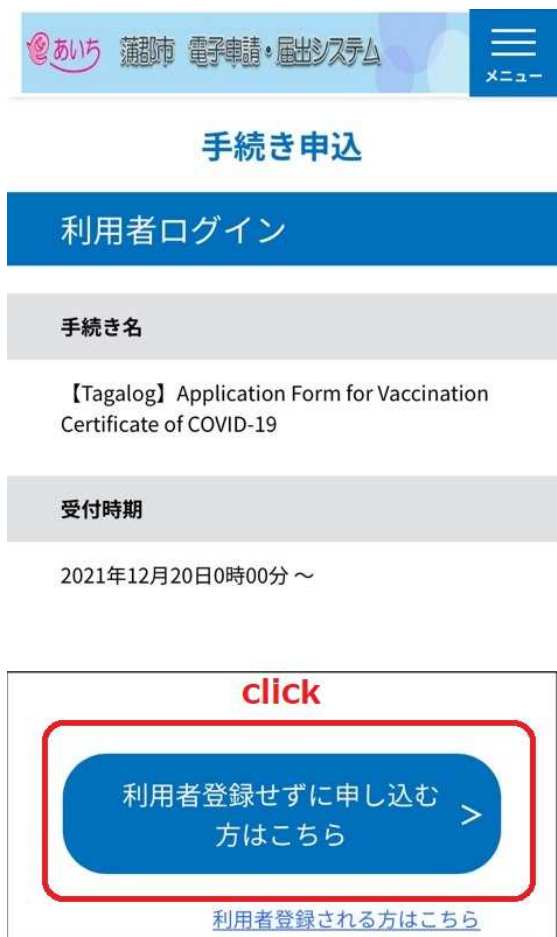 あいち 蒲郡市 電子申請・届出システム
メニュー
手続き申込
利用者ログイン
手続き名
【Tagalog】Application Form for Vaccination
Certificate of COVID-19
受付時期
2021年12月20日0時00分 ～
click
利用者登録せずに申し込む
方はこちら >
利用者登録される方はこちら